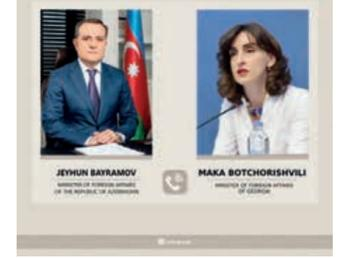 JEYHUN BAYRAMOV
MINISTER OF FOREIGN AFFAIRS
OF THE REPUBLIC OF AZERBAIJAN
MAKA BOTCHORISHVILI
MINISTER OF FOREIGN AFFAIRS
OF GEORGIA